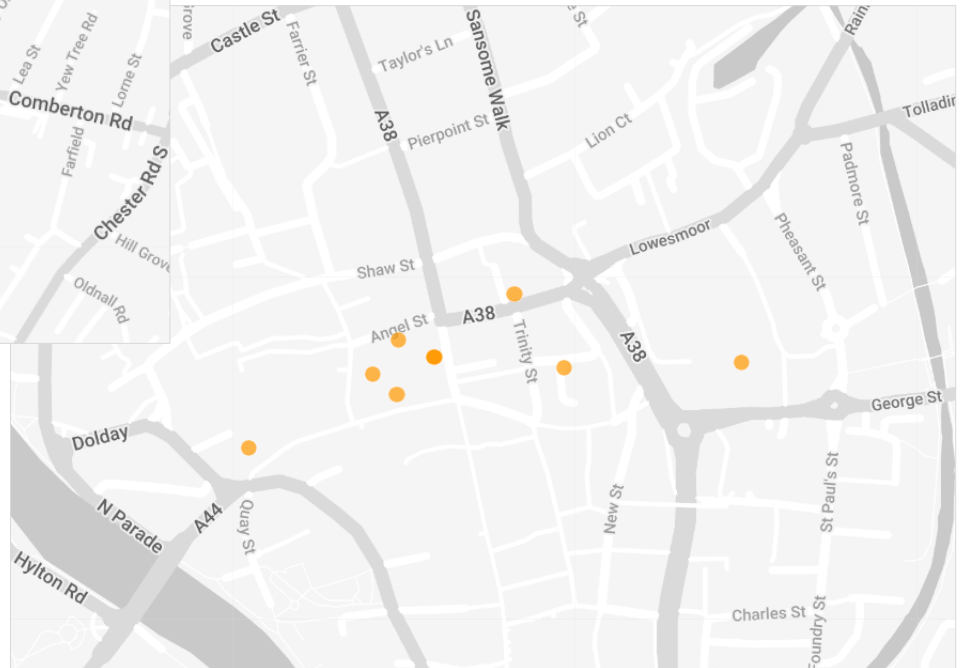 Castle St
Farrier St
Taylor's Ln
Sansome Walk
A38
Pierpoint St
Lion Ct
Padmore St
Pheasant St
Lowesmoor
Shaw St
Angel St
A38
Trinity St
A38
George St
St Paul's St
New St
Charles St
Foundry St
Dolday
N Parade
A44
Quay St
Hylton Rd
Lea St
Yew Tree Rd
Lorne St
Comberton Rd
Farfield
Chester Rd S
Hill Grove
Oldnall Rd